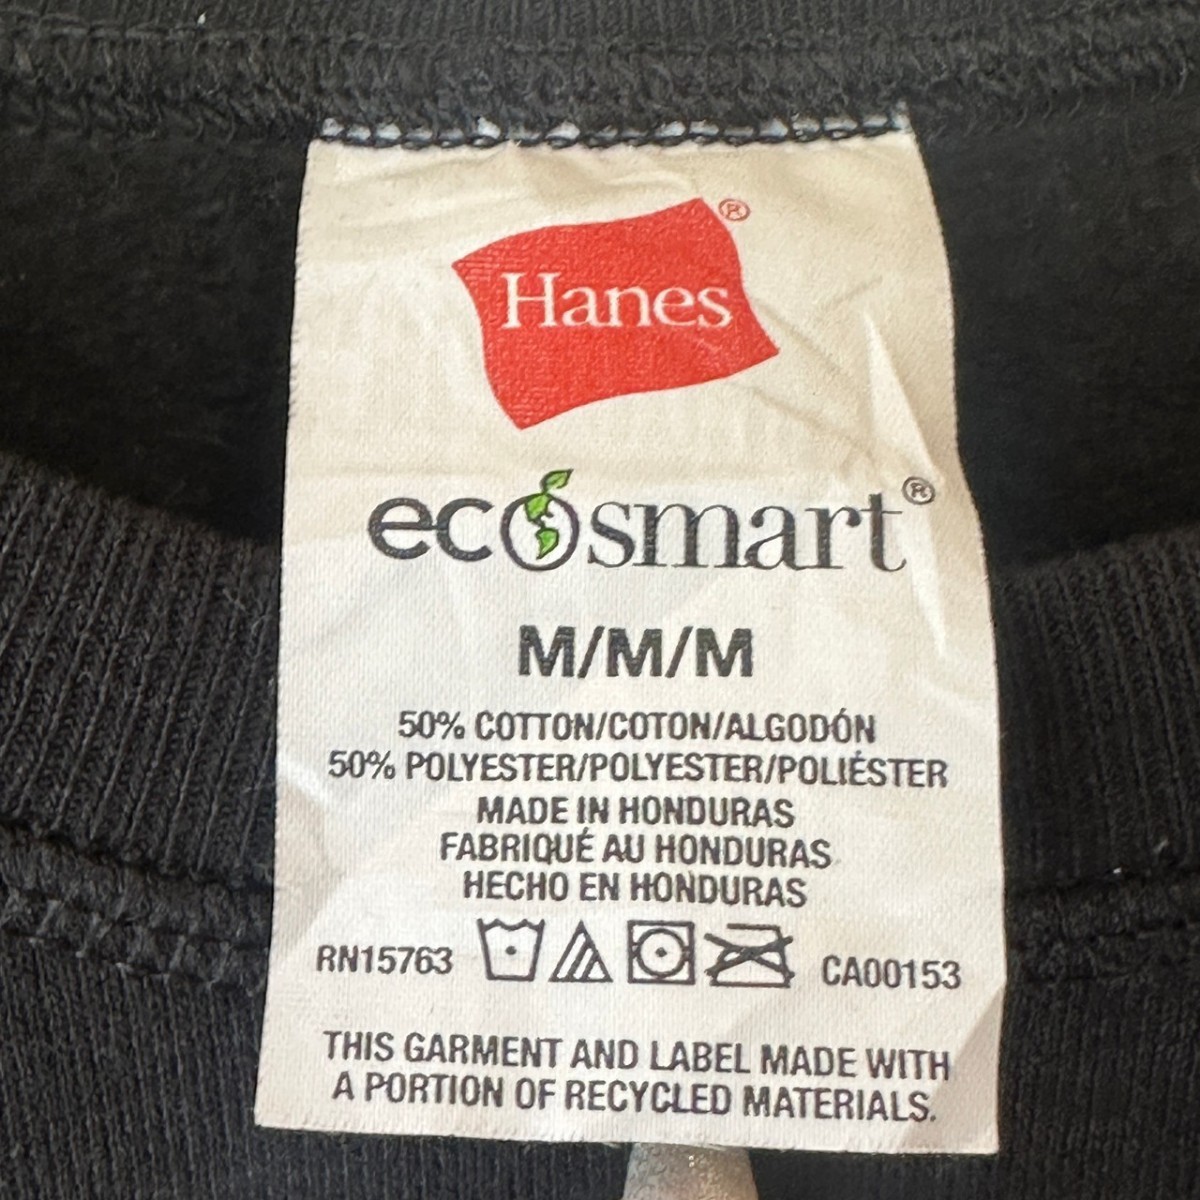 Hanes®
ecosmart®
M/M/M
50% COTTON/COTON/ALGODÓN
50% POLYESTER/POLYESTER/POLIÉSTER
MADE IN HONDURAS
FABRIQUÉ AU HONDURAS
HECHO EN HONDURAS
RN15763 CA00153
THIS GARMENT AND LABEL MADE WITH
A PORTION OF RECYCLED MATERIALS.